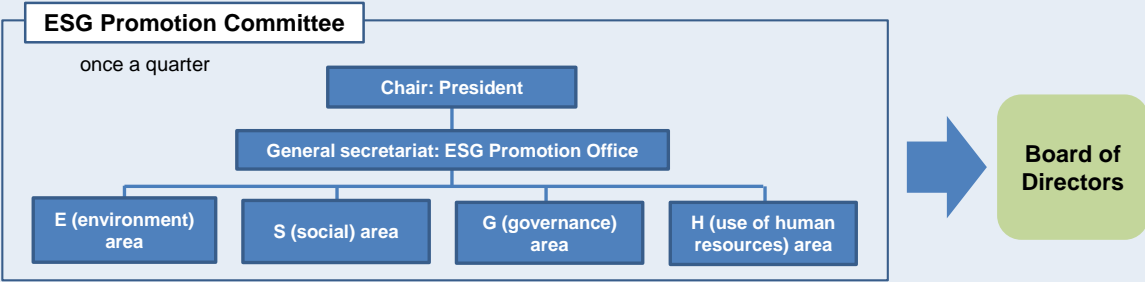 ESG Promotion Committee
once a quarter
Chair: President
General secretariat: ESG Promotion Office
E (environment)
area
S (social) area
G (governance)
area
H (use of human
resources) area
Board of
Directors